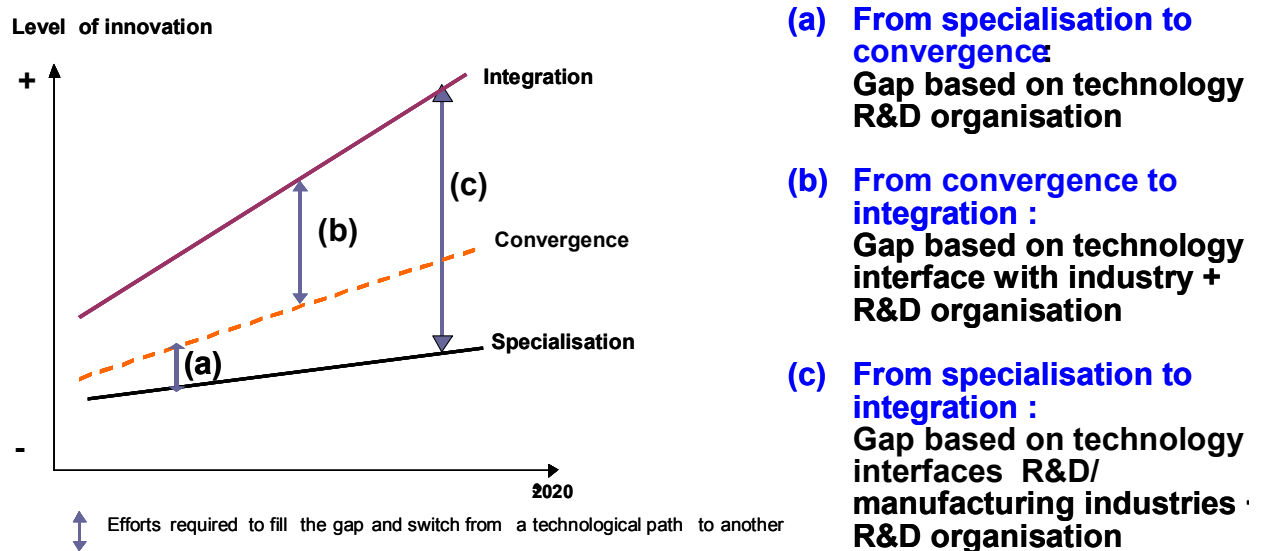 Level of innovation
+
Integration
(c)
(b)
Convergence
Specialisation
(a)
-
2020
Efforts required to fill the gap and switch from a technological path to another
(a) From specialisation to
convergence:
Gap based on technology
R&D organisation
(b) From convergence to
integration :
Gap based on technology
interface with industry +
R&D organisation
(c) From specialisation to
integration :
Gap based on technology
interfaces R&D/
manufacturing industries
R&D organisation